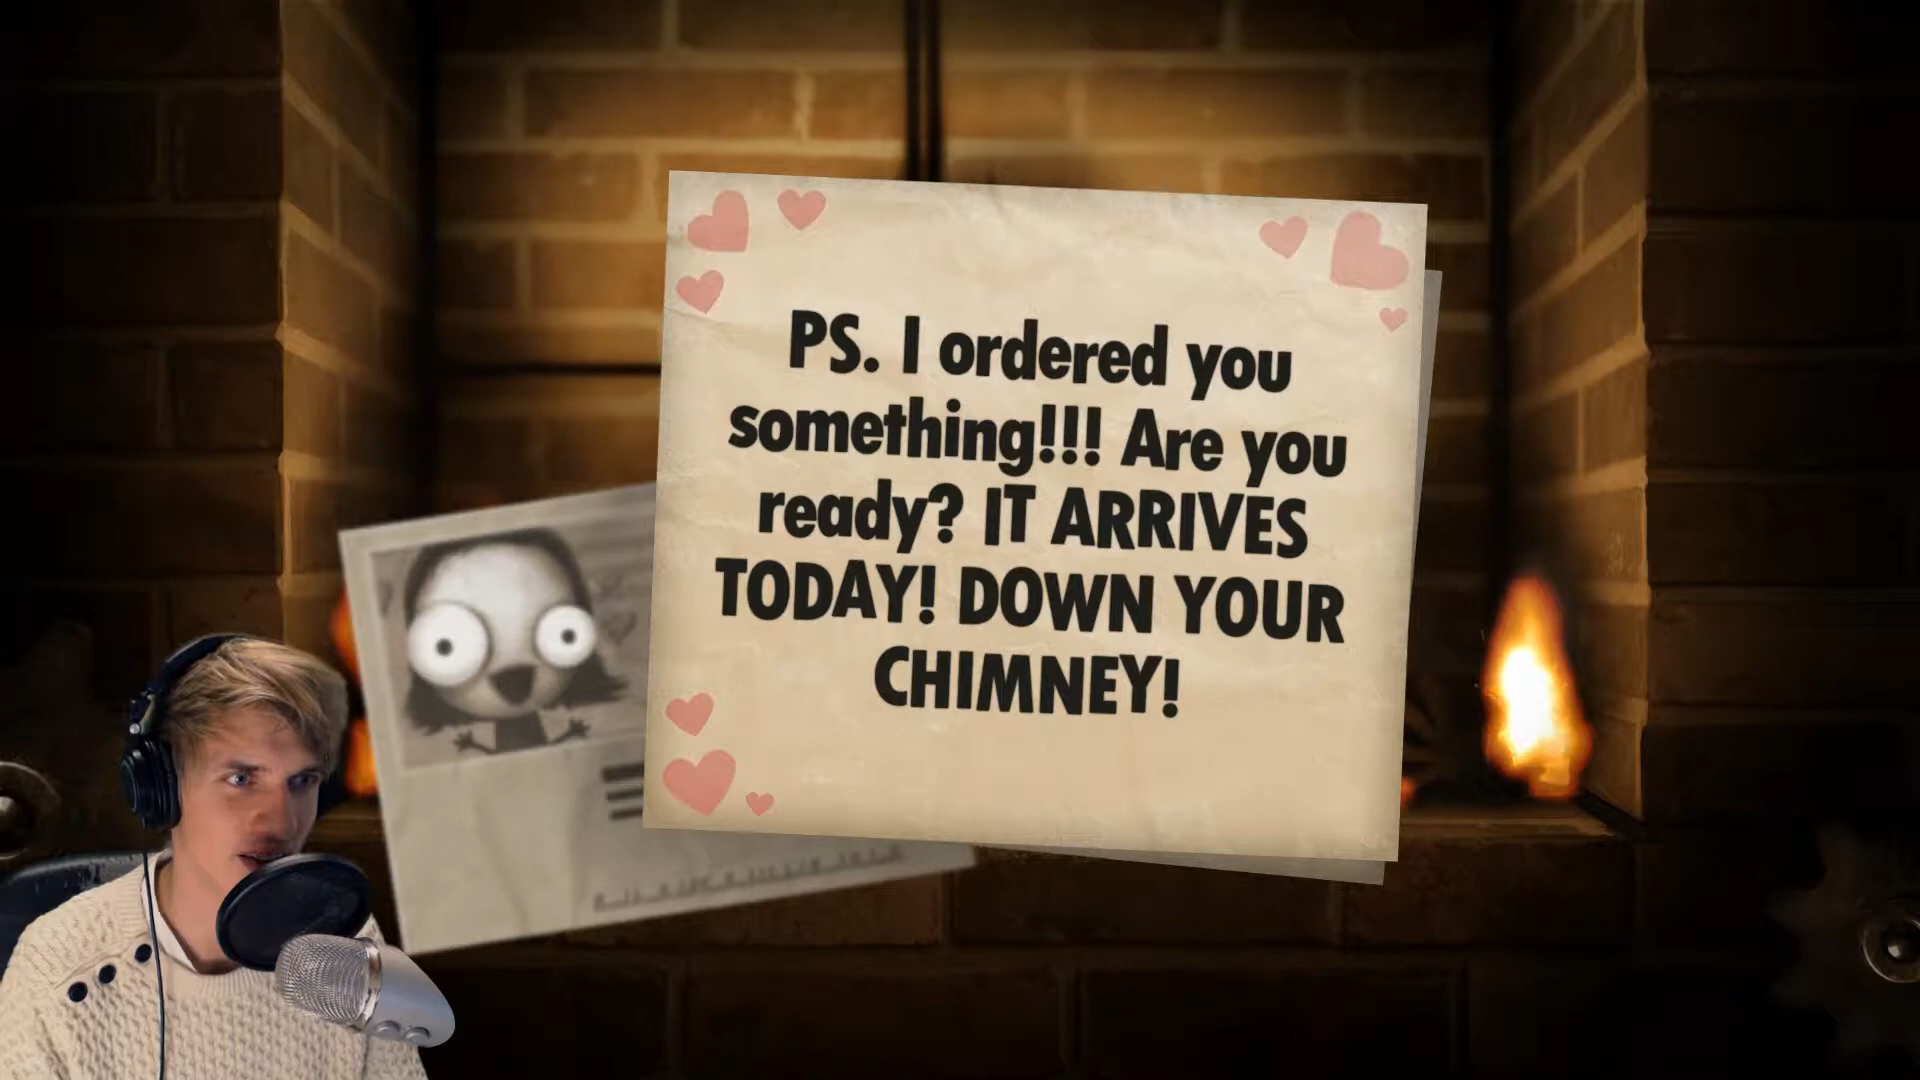 PS. I ordered you
something!!! Are you
ready? IT ARRIVES
TODAY! DOWN YOUR
CHIMNEY!